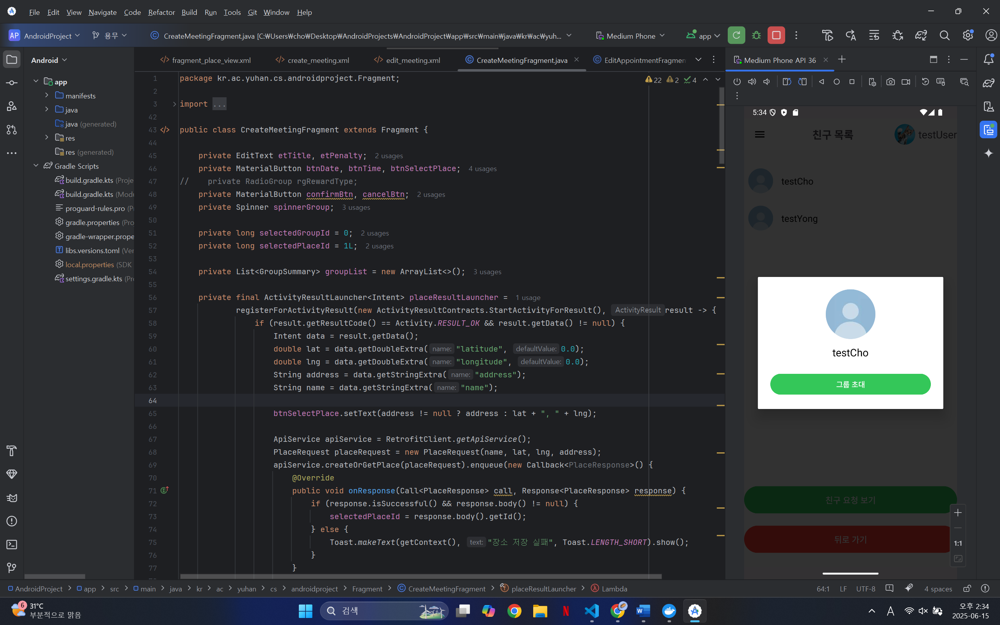 File Edit View Navigate Code Refactor Build Run Tools Git Window Help
AP AndroidProject 용무 CreateMeetingFragment.java [C:₩Users₩cho₩Desktop₩AndroidProjects₩AndroidProject₩app₩src₩main₩java₩kr₩ac₩yuh... Medium Phone app
Android
app
manifests
java
java (generated)
res
res (generated)
Gradle Scripts
build.gradle.kts (Proje
build.gradle.kts (Modu
proguard-rules.pro (Pr
gradle.properties (Pro
gradle-wrapper.prope
libs.versions.toml (Ver
local.properties (SDK
settings.gradle.kts (Pro
fragment_place_view.xml create_meeting.xml edit_meeting.xml CreateMeetingFragment.java EditAppointmentFragmen
22 2 4
1 package kr.ac.yuhan.cs.androidproject.Fragment;
2
3 import ...
42
43 public class CreateMeetingFragment extends Fragment {
44
45 private EditText etTitle, etPenalty; 2 usages
46 private MaterialButton btnDate, btnTime, btnSelectPlace; 4 usages
47 // private RadioGroup rgRewardType;
48 private MaterialButton confirmBtn, cancelBtn; 2 usages
49 private Spinner spinnerGroup; 3 usages
50
51 private long selectedGroupId = 0; 2 usages
52 private long selectedPlaceId = 1L; 2 usages
53
54 private List<GroupSummary> groupList = new ArrayList<>(); 3 usages
55
56 private final ActivityResultLauncher<Intent> placeResultLauncher = 1 usage
57 registerForActivityResult(new ActivityResultContracts.StartActivityForResult(), ActivityResult result -> {
58 if (result.getResultCode() == Activity.RESULT_OK && result.getData() != null) {
59 Intent data = result.getData();
60 double lat = data.getDoubleExtra( name: "latitude", defaultValue: 0.0);
61 double lng = data.getDoubleExtra( name: "longitude", defaultValue: 0.0);
62 String address = data.getStringExtra( name: "address");
63 String name = data.getStringExtra( name: "name");
64
65 btnSelectPlace.setText(address != null ? address : lat + ", " + lng);
66
67 ApiService apiService = RetrofitClient.getApiService();
68 PlaceRequest placeRequest = new PlaceRequest(name, lat, lng, address);
69 apiService.createOrGetPlace(placeRequest).enqueue(new Callback<PlaceResponse>() {
70 @Override
71 public void onResponse(Call<PlaceResponse> call, Response<PlaceResponse> response) {
72 if (response.isSuccessful() && response.body() != null) {
73 selectedPlaceId = response.body().getId();
74 } else {
75 Toast.makeText(getContext(), text: "장소 저장 실패", Toast.LENGTH_SHORT).show();
76 }
77 }
Medium Phone API 36
5:34
친구 목록 testUser
testCho
testYong
testCho
그룹 초대
친구 요청 보기
뒤로 가기
1:1
AndroidProject > app > src > main > java > kr > ac > yuhan > cs > androidproject > Fragment > CreateMeetingFragment > placeResultLauncher > Lambda
64:1 LF UTF-8 4 spaces
6 31°C
부분적으로 맑음
검색
A
오후 2:34
2025-06-15